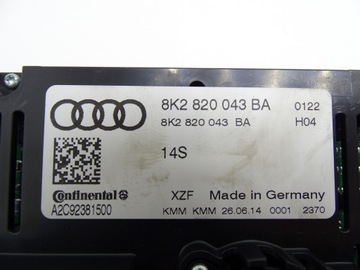 8K2 820 043 BA 0122
8K2 820 043 BA H04
14S
Continental XZF Made in Germany
A2C92381500 KMM KMM 26.06.14 0001 2370